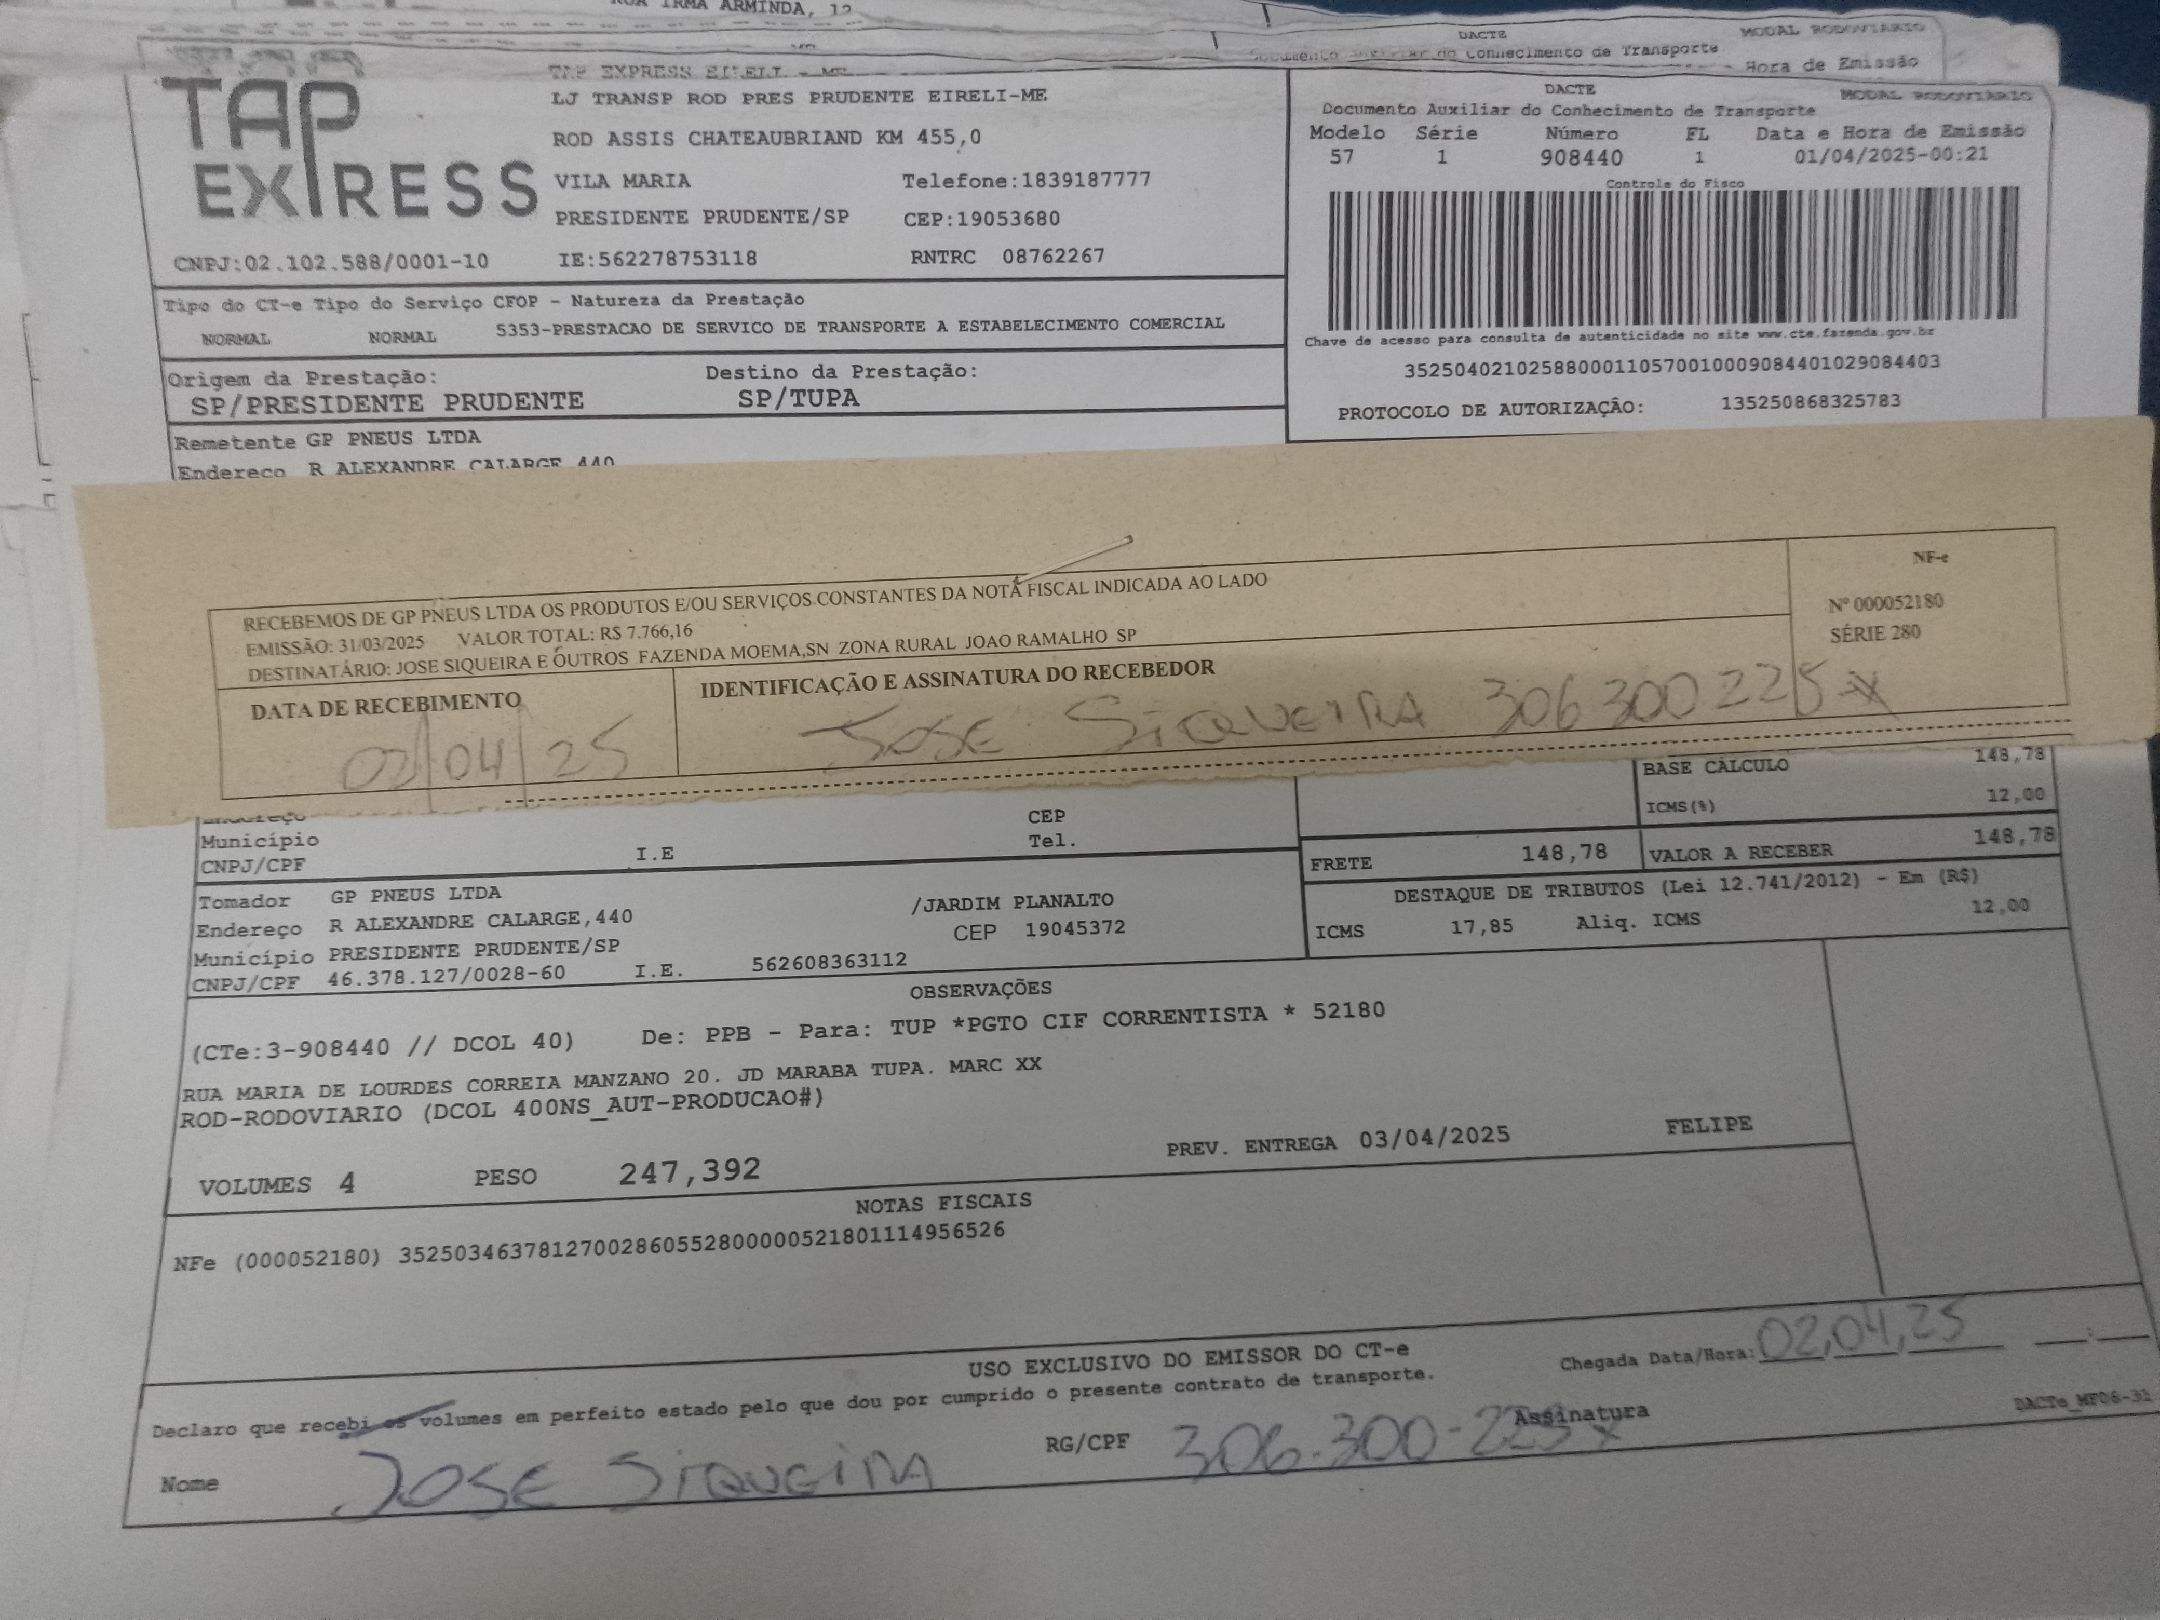 RUA IRMA ARMINDA, 12
DACTE
MODAL RODOVIARIO
Documento Auxiliar do Conhecimento de Transporte
Hora de Emissão
TAP EXPRESS
TAP EXPRESS EIRELI - ME
LJ TRANSP ROD PRES PRUDENTE EIRELI-ME
ROD ASSIS CHATEAUBRIAND KM 455,0
VILA MARIA Telefone:1839187777
PRESIDENTE PRUDENTE/SP CEP:19053680
CNPJ:02.102.588/0001-10 IE:562278753118 RNTRC 08762267
DACTE MODAL RODOVIARIO
Documento Auxiliar do Conhecimento de Transporte
Modelo Série Número FL Data e Hora de Emissão
57 1 908440 1 01/04/2025-00:21
Controle do Fisco
Chave de acesso para consulta de autenticidade no site www.cte.fazenda.gov.br
35250402102588000110570010009084401029084403
PROTOCOLO DE AUTORIZAÇÃO: 135250868325783
Tipo do CT-e Tipo do Serviço CFOP - Natureza da Prestação
NORMAL NORMAL 5353-PRESTACAO DE SERVICO DE TRANSPORTE A ESTABELECIMENTO COMERCIAL
Origem da Prestação: Destino da Prestação:
SP/PRESIDENTE PRUDENTE SP/TUPA
Remetente GP PNEUS LTDA
Endereço R ALEXANDRE CALARGE 440
RECEBEMOS DE GP PNEUS LTDA OS PRODUTOS E/OU SERVIÇOS CONSTANTES DA NOTA FISCAL INDICADA AO LADO
EMISSÃO: 31/03/2025 VALOR TOTAL: R$ 7.766,16
DESTINATÁRIO: JOSE SIQUEIRA E OUTROS FAZENDA MOEMA,SN ZONA RURAL JOAO RAMALHO SP
NF-e
Nº 000052180
SÉRIE 280
DATA DE RECEBIMENTO IDENTIFICAÇÃO E ASSINATURA DO RECEBEDOR
02/04/25 JOSE SIQUEIRA 306300225-X
BASE CÁLCULO 148,78
ICMS(%) 12,00
FRETE 148,78 VALOR A RECEBER 148,78
DESTAQUE DE TRIBUTOS (Lei 12.741/2012) - Em (R$)
ICMS 17,85 Aliq. ICMS 12,00
Endereço CEP
Município Tel.
CNPJ/CPF I.E
Tomador GP PNEUS LTDA
Endereço R ALEXANDRE CALARGE,440 /JARDIM PLANALTO
Município PRESIDENTE PRUDENTE/SP CEP 19045372
CNPJ/CPF 46.378.127/0028-60 I.E. 562608363112
OBSERVAÇÕES
(CTe:3-908440 // DCOL 40) De: PPB - Para: TUP *PGTO CIF CORRENTISTA * 52180
RUA MARIA DE LOURDES CORREIA MANZANO 20. JD MARABA TUPA. MARC XX
ROD-RODOVIARIO (DCOL 400NS_AUT-PRODUCAO#)
VOLUMES 4 PESO 247,392 PREV. ENTREGA 03/04/2025 FELIPE
NOTAS FISCAIS
NFe (000052180) 35250346378127002860552800000521801114956526
USO EXCLUSIVO DO EMISSOR DO CT-e
Chegada Data/Hora: 02,04,25 :
Declaro que recebi os volumes em perfeito estado pelo que dou por cumprido o presente contrato de transporte.
DACTe_MF06-31
Nome JOSE SIQUEIRA RG/CPF 306.300-225 X Assinatura